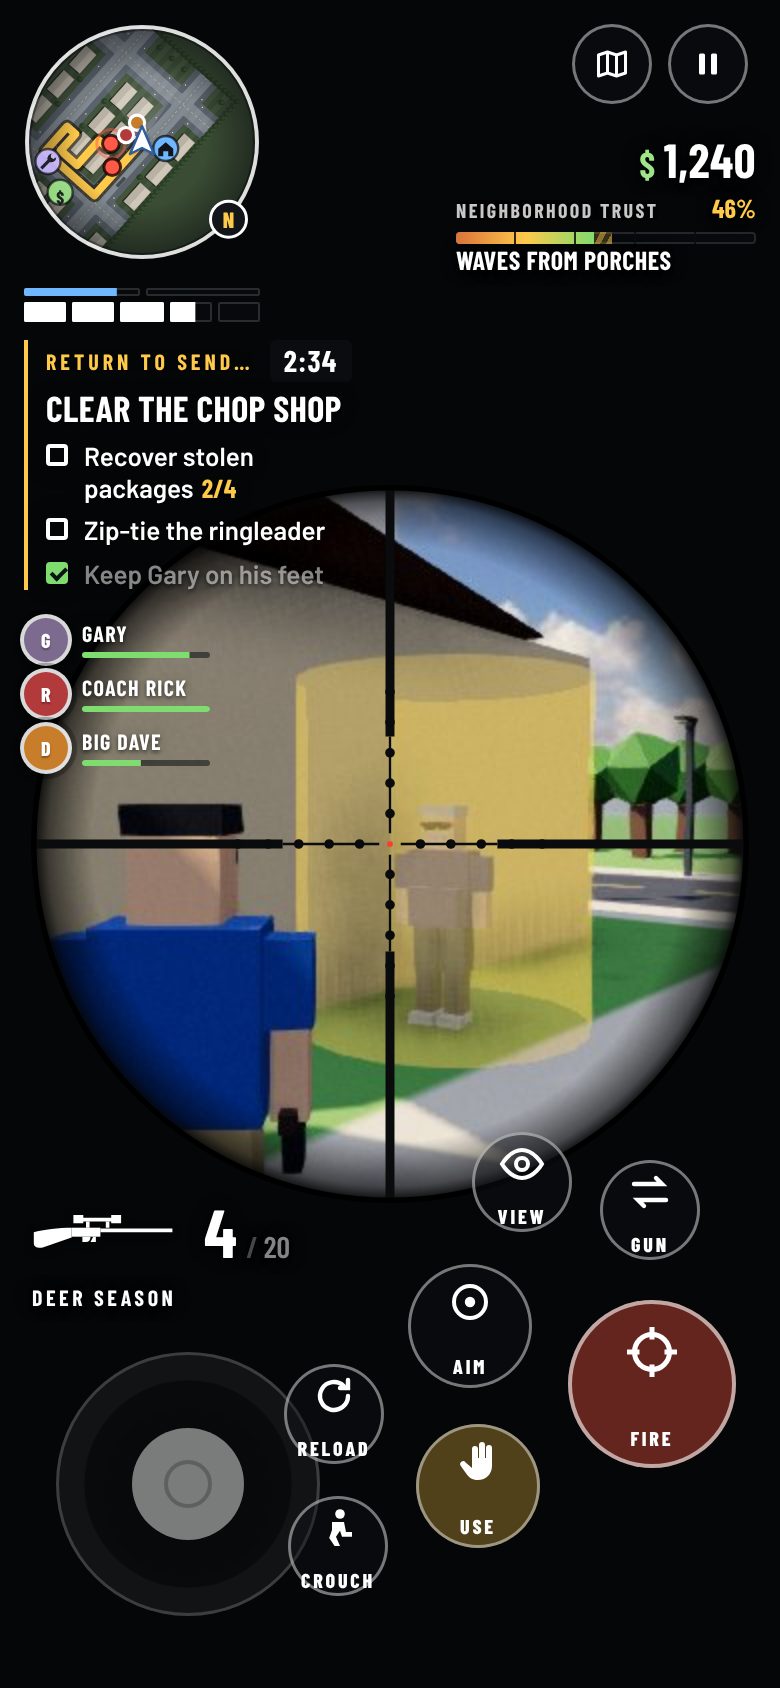 N
$ 1,240
NEIGHBORHOOD TRUST 46%
WAVES FROM PORCHES
$
RETURN TO SEND… 2:34
CLEAR THE CHOP SHOP
Recover stolen
packages 2/4
Zip-tie the ringleader
Keep Gary on his feet
G GARY
R COACH RICK
D BIG DAVE
VIEW
GUN
4 / 20
DEER SEASON
AIM
FIRE
RELOAD
USE
CROUCH